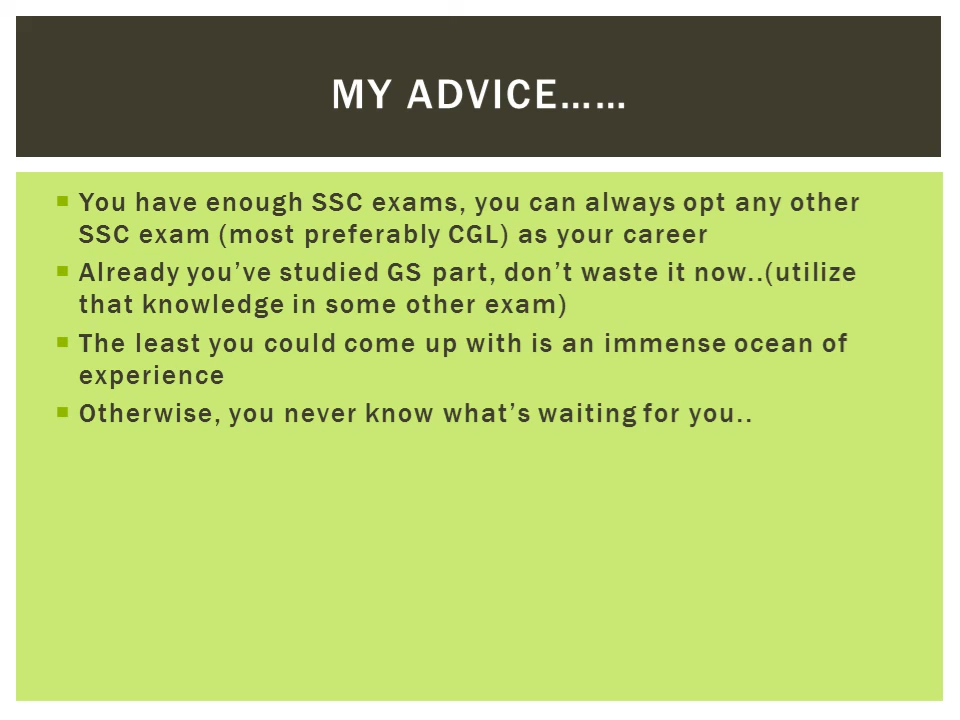 MY ADVICE……
You have enough SSC exams, you can always opt any other
SSC exam (most preferably CGL) as your career
Already you’ve studied GS part, don’t waste it now..(utilize
that knowledge in some other exam)
The least you could come up with is an immense ocean of
experience
Otherwise, you never know what’s waiting for you..